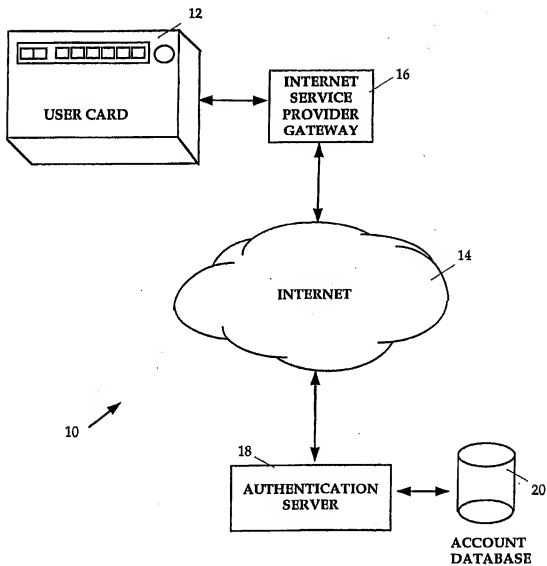 12
USER CARD
INTERNET
SERVICE
PROVIDER
GATEWAY
16
14
INTERNET
10
18
AUTHENTICATION
SERVER
20
ACCOUNT
DATABASE